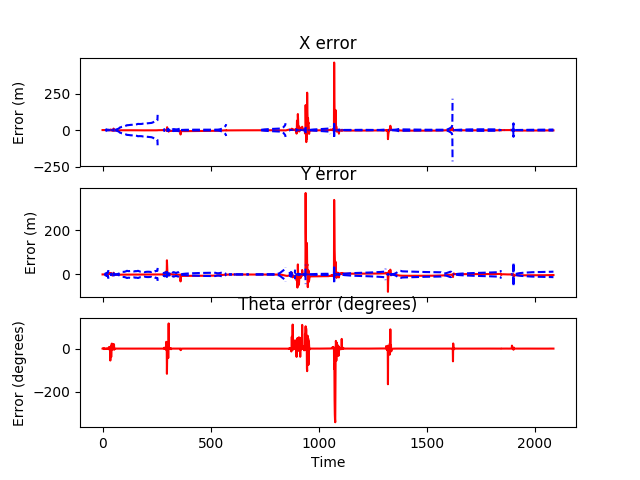 X error
Error (m)
250
0
−250
Y error
Error (m)
200
0
Theta error (degrees)
Error (degrees)
0
−200
0
500
1000
1500
2000
Time